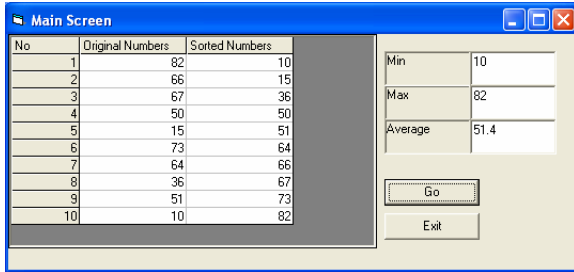 Main Screen
No Original Numbers Sorted Numbers
1 82 10
2 66 15
3 67 36
4 50 50
5 15 51
6 73 64
7 64 66
8 36 67
9 51 73
10 10 82
Min 10
Max 82
Average 51.4
Go
Exit